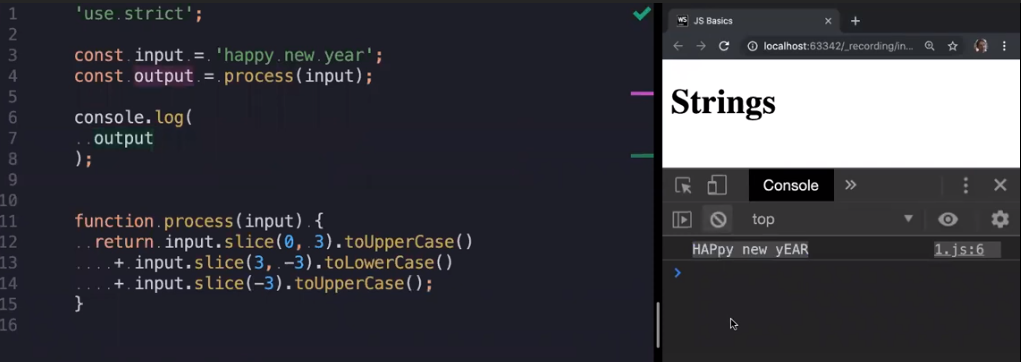 1 'use strict';
2
3 const input = 'happy new year';
4 const output = process(input);
5
6 console.log(
7   output
8 );
9
10
11 function process(input) {
12   return input.slice(0, 3).toUpperCase()
13     + input.slice(3, -3).toLowerCase()
14     + input.slice(-3).toUpperCase();
15 }
16
WS JS Basics × +
localhost:63342/_recording/in...
Strings
Console »
top
HAPpy new yEAR 1.js:6